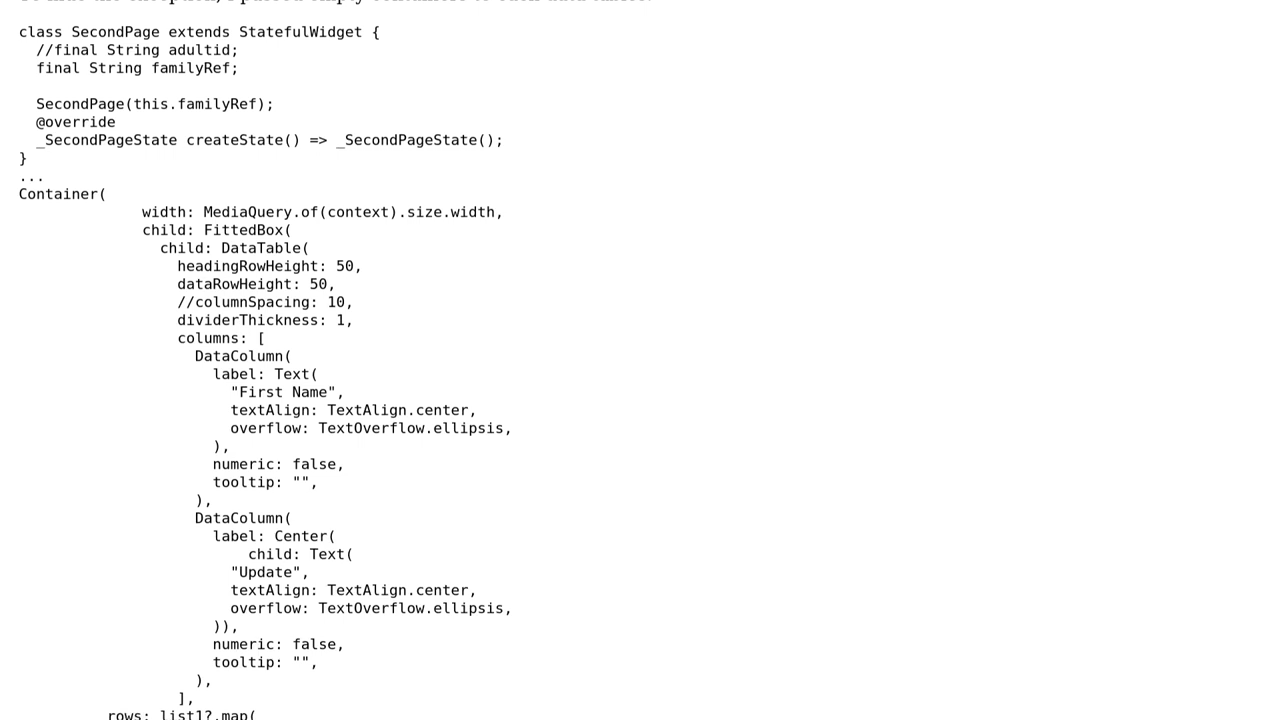 class SecondPage extends StatefulWidget {
  //final String adultid;
  final String familyRef;

  SecondPage(this.familyRef);
  @override
  _SecondPageState createState() => _SecondPageState();
}
...
Container(
              width: MediaQuery.of(context).size.width,
              child: FittedBox(
                child: DataTable(
                  headingRowHeight: 50,
                  dataRowHeight: 50,
                  //columnSpacing: 10,
                  dividerThickness: 1,
                  columns: [
                    DataColumn(
                      label: Text(
                        "First Name",
                        textAlign: TextAlign.center,
                        overflow: TextOverflow.ellipsis,
                      ),
                      numeric: false,
                      tooltip: "",
                    ),
                    DataColumn(
                      label: Center(
                          child: Text(
                        "Update",
                        textAlign: TextAlign.center,
                        overflow: TextOverflow.ellipsis,
                      )),
                      numeric: false,
                      tooltip: "",
                    ),
                  ],
          rows: list1?.map(